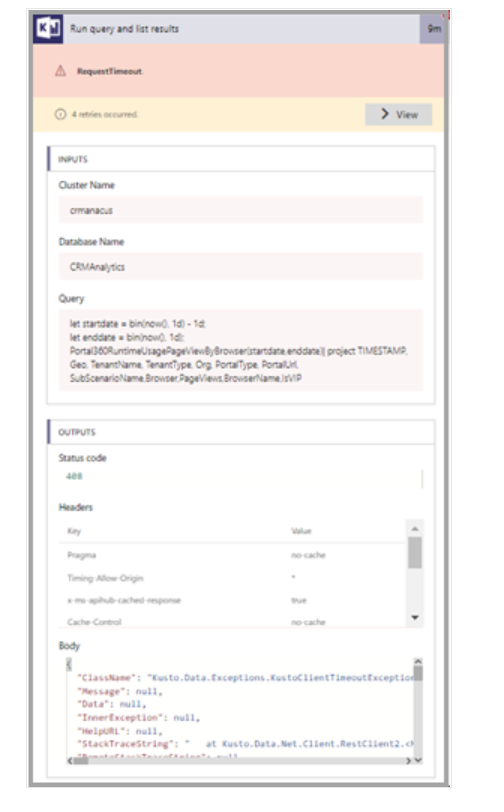 Run query and list results
9m
RequestTimeout.
4 retries occurred.
View
INPUTS
Cluster Name
crmanacus
Database Name
CRMAnalytics
Query
let startdate = bin(now(), 1d) - 1d;
let enddate = bin(now(), 1d);
Portal360RuntimeUsagePageViewByBrowser(startdate,enddate)| project TIMESTAMP,
Geo, TenantName, TenantType, Org, PortalType, PortalUrl,
SubScenarioName,Browser,PageViews,BrowserName,IsVIP
OUTPUTS
Status code
408
Headers
Key Value
Pragma no-cache
Timing-Allow-Origin *
x-ms-apihub-cached-response true
Cache-Control no-cache
Body
{
"ClassName": "Kusto.Data.Exceptions.KustoClientTimeoutException
"Message": null,
"Data": null,
"InnerException": null,
"HelpURL": null,
"StackTraceString": " at Kusto.Data.Net.Client.RestClient2.<
"RemoteStackTraceString": null